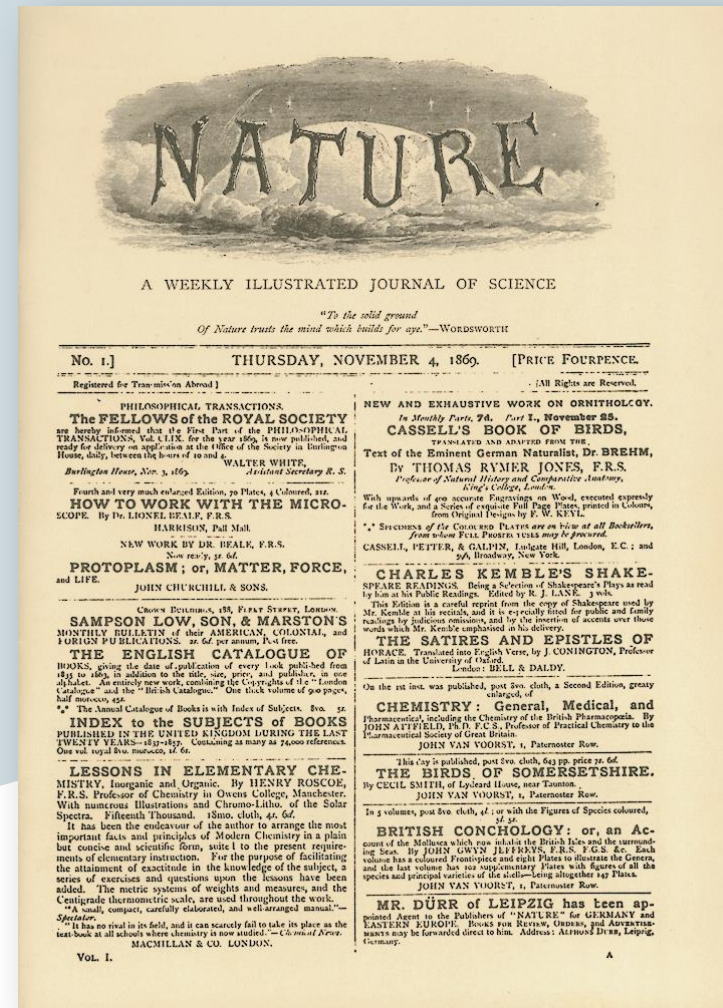 NATURE
A WEEKLY ILLUSTRATED JOURNAL OF SCIENCE
"To the solid ground
Of Nature trusts the mind which builds for aye."—WORDSWORTH
No. 1.] THURSDAY, NOVEMBER 4, 1869. [PRICE FOURPENCE.
Registered for Transmission Abroad ] [All Rights are Reserved.
PHILOSOPHICAL TRANSACTIONS.
The FELLOWS of the ROYAL SOCIETY
are hereby informed that the First Part of the PHILOSOPHICAL
TRANSACTIONS, Vol. CLIX. for the year 1869, is now published, and
ready for delivery on application at the Office of the Society in Burlington
House, daily, between the hours of 10 and 4.
WALTER WHITE,
Burlington House, Nov. 3, 1869. Assistant Secretary R. S.
Fourth and very much enlarged Edition, 70 Plates, 4 Coloured, 21s.
HOW TO WORK WITH THE MICRO-
SCOPE. By Dr. LIONEL BEALE, F.R.S.
HARRISON, Pall Mall.
NEW WORK BY DR. BEALE, F.R.S.
Now ready, 5s. 6d.
PROTOPLASM; or, MATTER, FORCE,
and LIFE.
JOHN CHURCHILL & SONS.
CROWN BUILDINGS, 188, FLEET STREET, LONDON.
SAMPSON LOW, SON, & MARSTON'S
MONTHLY BULLETIN of their AMERICAN, COLONIAL, and
FOREIGN PUBLICATIONS. 2s. 6d. per annum, Post free.
THE ENGLISH CATALOGUE OF
BOOKS, giving the date of publication of every book published from
1835 to 1863, in addition to the title, size, price, and publisher, in one
alphabet. An entirely new work, combining the Copyrights of the "London
Catalogue" and the "British Catalogue." One thick volume of 910 pages,
half morocco, 45s.
*** The Annual Catalogue of Books is with Index of Subjects. 8vo. 5s.
INDEX to the SUBJECTS of BOOKS
PUBLISHED IN THE UNITED KINGDOM DURING THE LAST
TWENTY YEARS—1837-1857. Containing as many as 74,000 references.
One vol. royal 8vo. morocco, 1l. 6s.
LESSONS IN ELEMENTARY CHE-
MISTRY, Inorganic and Organic. By HENRY ROSCOE,
F.R.S. Professor of Chemistry in Owens College, Manchester.
With numerous Illustrations and Chromo-Litho. of the Solar
Spectra. Fifteenth Thousand. 18mo. cloth, 4s. 6d.
It has been the endeavour of the author to arrange the most
important facts and principles of Modern Chemistry in a plain
but concise and scientific form, suited to the present require-
ments of elementary instruction. For the purpose of facilitating
the attainment of exactitude in the knowledge of the subject, a
series of exercises and questions upon the lessons have been
added. The metric systems of weights and measures, and the
Centigrade thermometric scale, are used throughout the work.
"A small, compact, carefully elaborated, and well-arranged manual."—
Spectator.
"It has no rival in its field, and it can scarcely fail to take its place as the
text-book at all schools where chemistry is now studied."—Chemical News.
MACMILLAN & CO. LONDON.
VOL. I.
NEW AND EXHAUSTIVE WORK ON ORNITHOLOGY.
In Monthly Parts, 7d. Part I., November 25.
CASSELL'S BOOK OF BIRDS,
TRANSLATED AND ADAPTED FROM THE
Text of the Eminent German Naturalist, Dr. BREHM,
By THOMAS RYMER JONES, F.R.S.
Professor of Natural History and Comparative Anatomy,
King's College, London.
With upwards of 400 accurate Engravings on Wood, executed expressly
for the Work, and a Series of exquisite Full Page Plates, printed in Colours,
from Original Designs by F. W. KEYL.
*** SPECIMENS of the COLOURED PLATES are on View at all Booksellers,
from whom FULL PROSPECTUSES may be procured.
CASSELL, PETTER, & GALPIN, Ludgate Hill, London, E.C.; and
596, Broadway, New York.
CHARLES KEMBLE'S SHAKE-
SPEARE READINGS. Being a Selection of Shakespeare's Plays as read
by him at his Public Readings. Edited by R. J. LANE. 3 vols.
This Edition is a careful reprint from the copy of Shakespeare used by
Mr. Kemble at his recitals, and it is especially fitted for public and family
readings by judicious omissions, and by the insertion of accents over those
words which Mr. Kemble emphasised in his delivery.
THE SATIRES AND EPISTLES OF
HORACE. Translated into English Verse, by J. CONINGTON, Professor
of Latin in the University of Oxford.
London: BELL & DALDY.
On the 1st inst. was published, post 8vo. cloth, a Second Edition, greatly
enlarged, of
CHEMISTRY: General, Medical, and
Pharmaceutical, including the Chemistry of the British Pharmacopœia. By
JOHN ATTFIELD, Ph.D. F.C.S., Professor of Practical Chemistry to the
Pharmaceutical Society of Great Britain.
JOHN VAN VOORST, 1, Paternoster Row.
This day is published, post 8vo. cloth, 643 pp. price 7s. 6d.
THE BIRDS OF SOMERSETSHIRE.
By CECIL SMITH, of Lydeard House, near Taunton.
JOHN VAN VOORST, 1, Paternoster Row.
In 5 volumes, post 8vo. cloth, 4l.; or with the Figures of Species coloured,
BRITISH CONCHOLOGY: or, an Ac-
count of the Mollusca which now inhabit the British Isles and the surround-
ing Seas. By JOHN GWYN JEFFREYS, F.R.S. F.G.S. &c. Each
volume has a coloured Frontispiece and eight Plates to illustrate the Genera,
and the last volume has 102 supplementary Plates with figures of all the
species and principal varieties of the shells—being altogether 147 Plates.
JOHN VAN VOORST, 1, Paternoster Row.
MR. DÜRR of LEIPZIG has been ap-
pointed Agent to the Publishers of "NATURE" for GERMANY and
EASTERN EUROPE. BOOKS FOR REVIEW, ORDERS, and ADVERTISE-
MENTS may be forwarded direct to him. Address: ALPHONS DÜRR, Leipzig,
Germany.
A